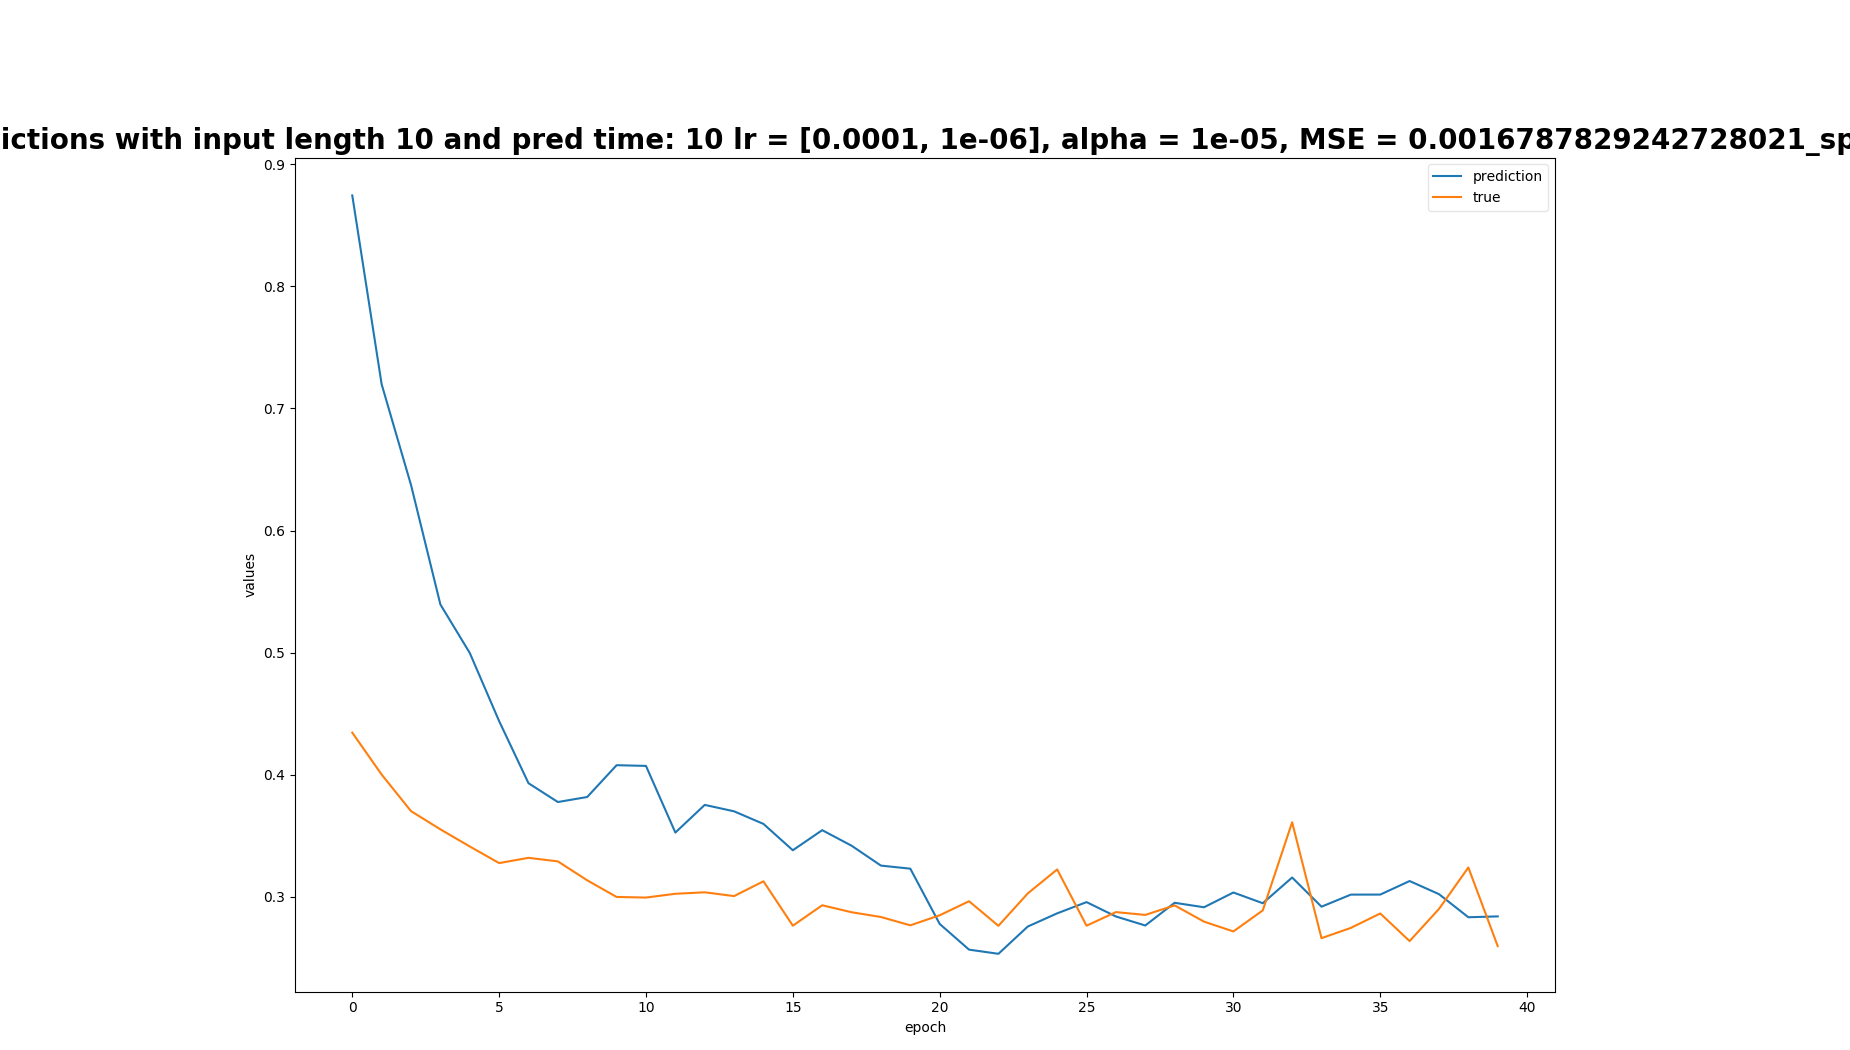 ictions with input length 10 and pred time: 10 lr = [0.0001, 1e-06], alpha = 1e-05, MSE = 0.0016787829242728021_sp
prediction
true
0.9
0.8
0.7
0.6
0.5
0.4
0.3
values
0 5 10 15 20 25 30 35 40
epoch